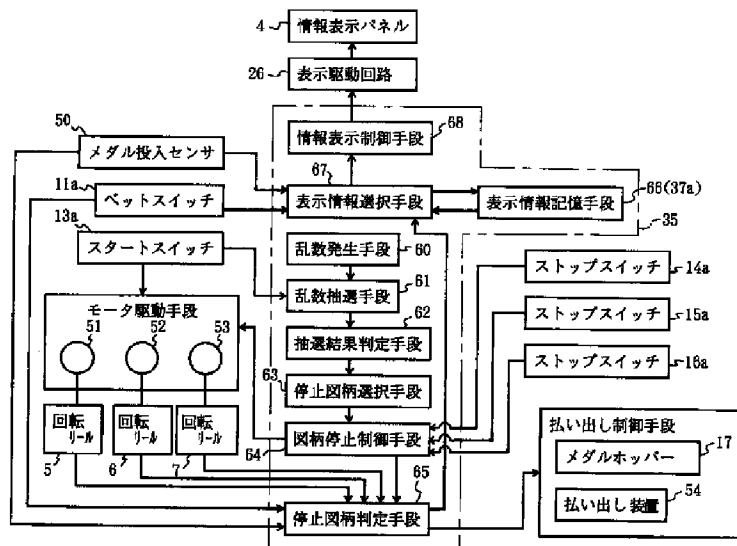 4 情報表示パネル
26 表示駆動回路
50
メダル投入センサ
情報表示制御手段 68
67
11a
ベットスイッチ
表示情報選択手段
表示情報記憶手段 66(37a)
35
13a
スタートスイッチ
乱数発生手段 60
乱数抽選手段 61
ストップスイッチ 14a
モータ駆動手段
51 52 53
抽選結果判定手段 62
ストップスイッチ 15a
63 停止図柄選択手段
ストップスイッチ 16a
回転リール
回転リール
回転リール
5 6 7
64 図柄停止制御手段
65
停止図柄判定手段
払い出し制御手段
メダルホッパー 17
払い出し装置 54